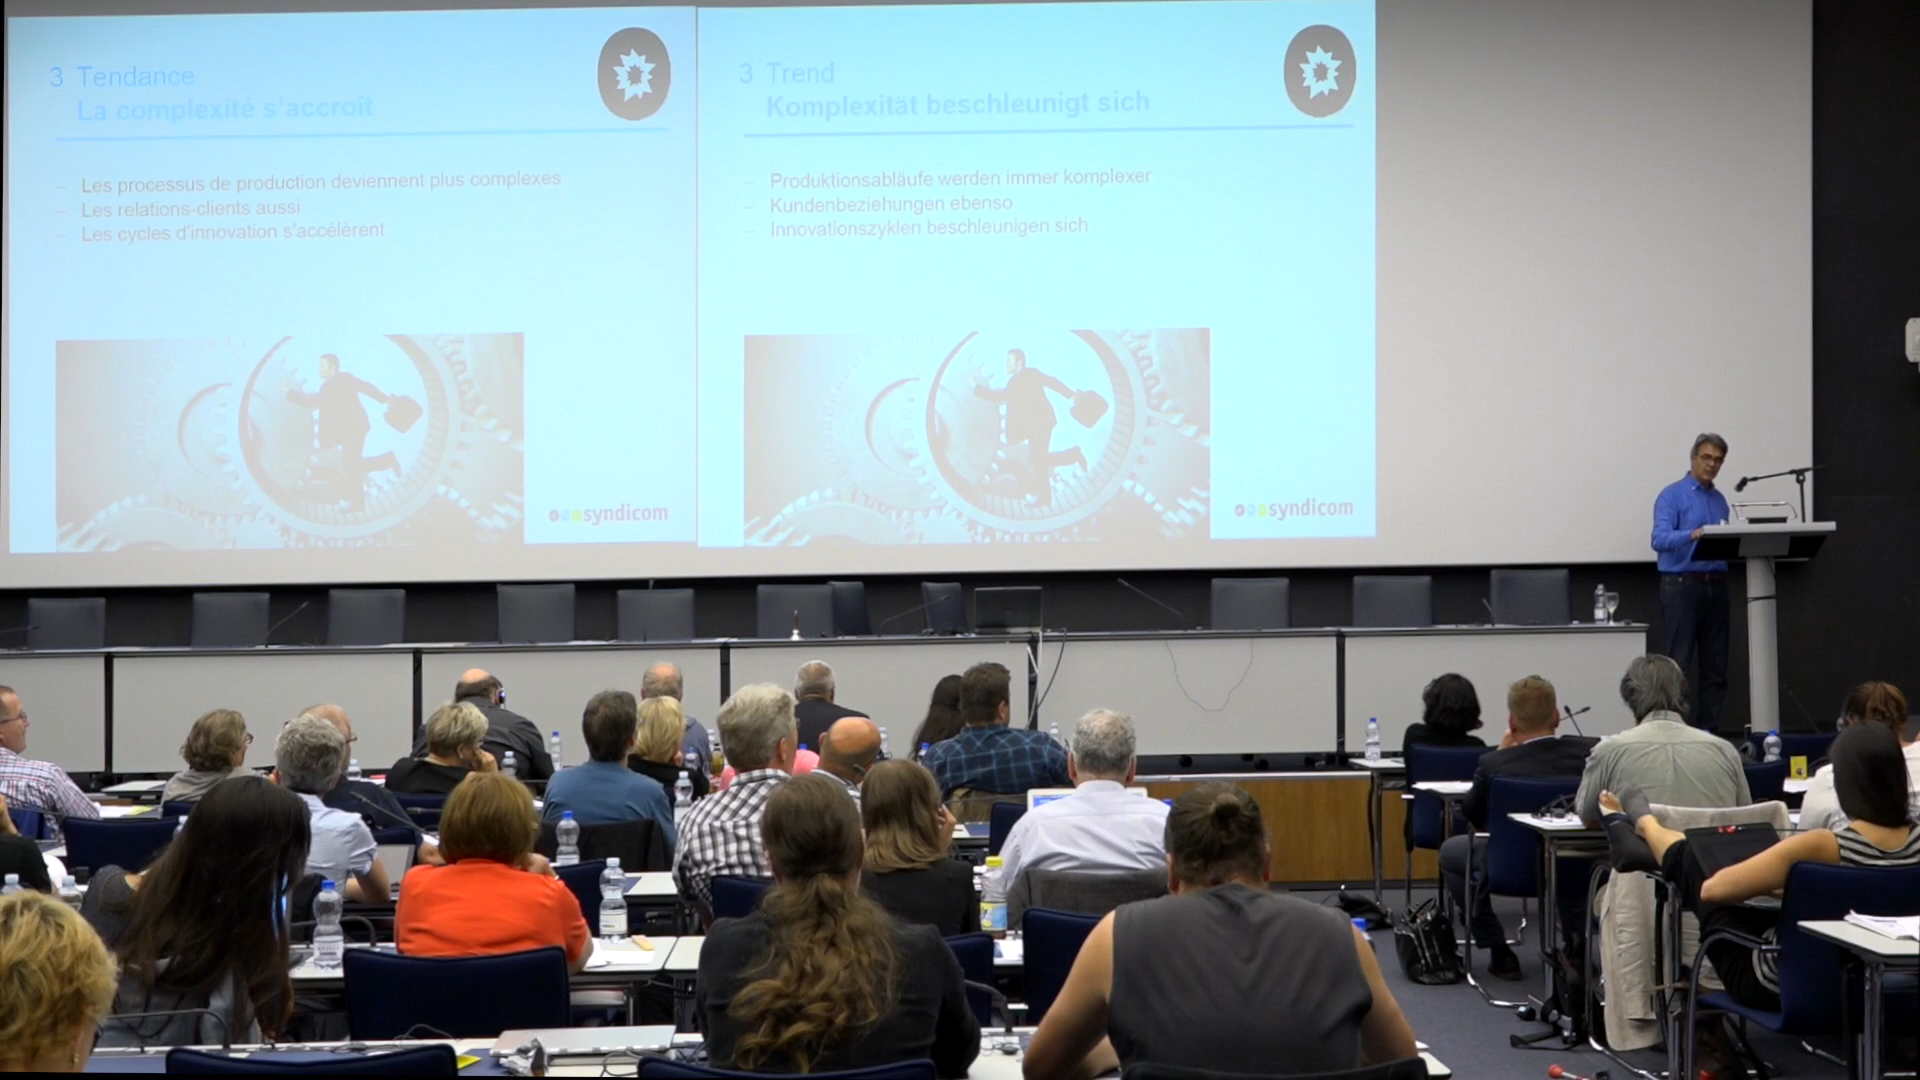 3 Tendance
La complexité s'accroît
– Les processus de production deviennent plus complexes
– Les relations-clients aussi
– Les cycles d'innovation s'accélèrent
syndicom
3 Trend
Komplexität beschleunigt sich
– Produktionsabläufe werden immer komplexer
– Kundenbeziehungen ebenso
– Innovationszyklen beschleunigen sich
syndicom